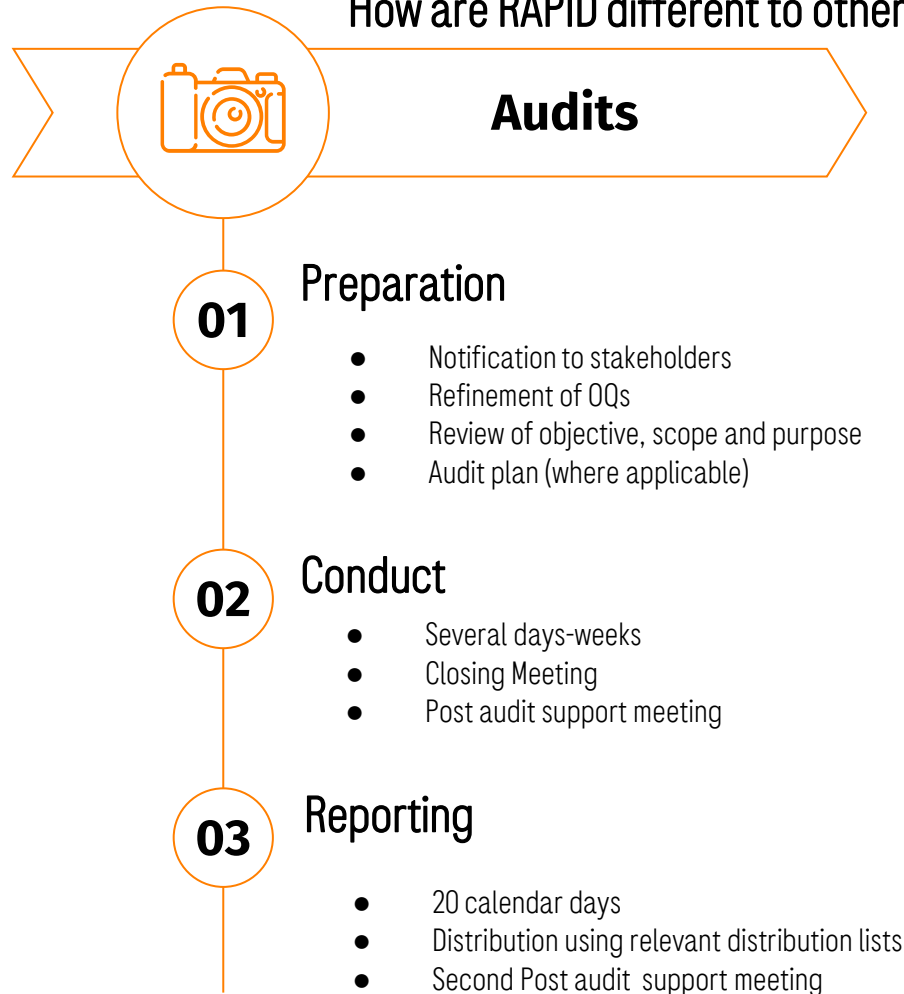 How are RAPID different to other
Audits
01
Preparation
● Notification to stakeholders
● Refinement of OQs
● Review of objective, scope and purpose
● Audit plan (where applicable)
02
Conduct
● Several days-weeks
● Closing Meeting
● Post audit support meeting
03
Reporting
● 20 calendar days
● Distribution using relevant distribution lists
● Second Post audit support meeting